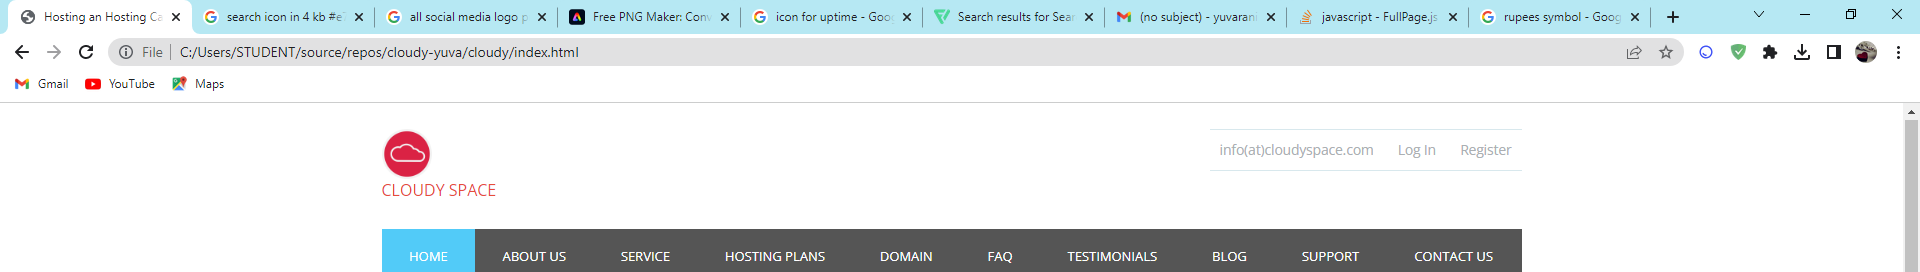 Hosting an Hosting Ca
search icon in 4 kb #e
all social media logo p
Free PNG Maker: Conv
icon for uptime - Goog
Search results for Sear
(no subject) - yuvarani
javascript - FullPage.js
rupees symbol - Goog
File C:/Users/STUDENT/source/repos/cloudy-yuva/cloudy/index.html
Gmail YouTube Maps
info(at)cloudyspace.com Log In Register
CLOUDY SPACE
HOME ABOUT US SERVICE HOSTING PLANS DOMAIN FAQ TESTIMONIALS BLOG SUPPORT CONTACT US